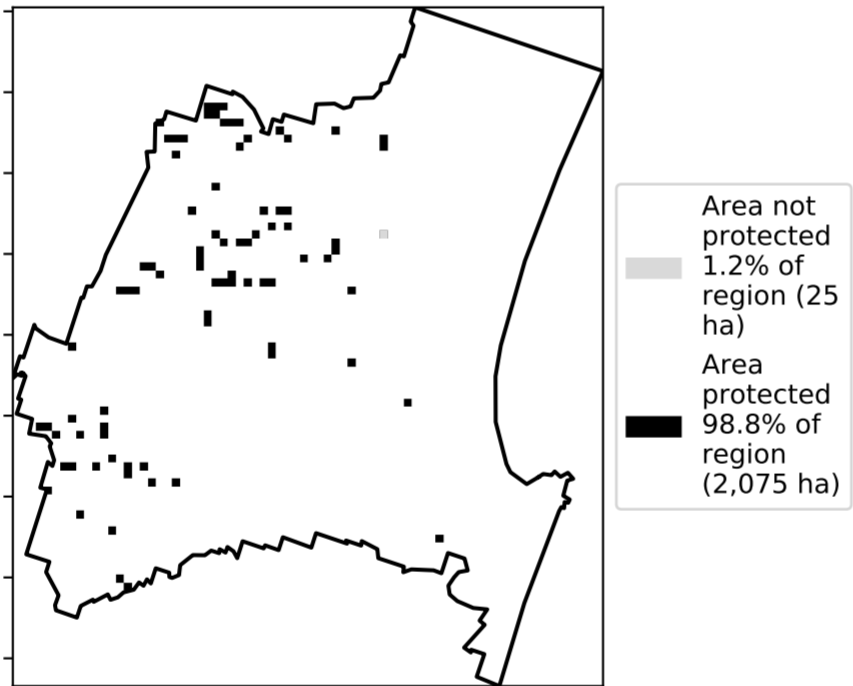 Area not
protected
1.2% of
region (25
ha)
Area
protected
98.8% of
region
(2,075 ha)